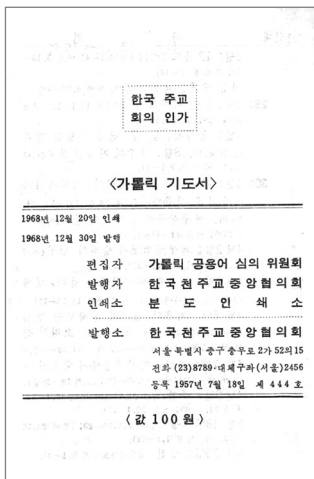 한국 주교
회의 인가
〈가톨릭 기도서〉
1968년 12월 20일 인쇄
1968년 12월 30일 발행
편집자 가톨릭 공용어 심의 위원회
발행자 한국천주교중앙협의회
인쇄소 분도인쇄소
발행소 한국천주교중앙협의회
서울 특별시 중구 충무로 2가 52의 15
전화 (23)8789·대체구좌(서울)2456
등록 1957년 7월 18일 제 444 호
〈값 100 원〉